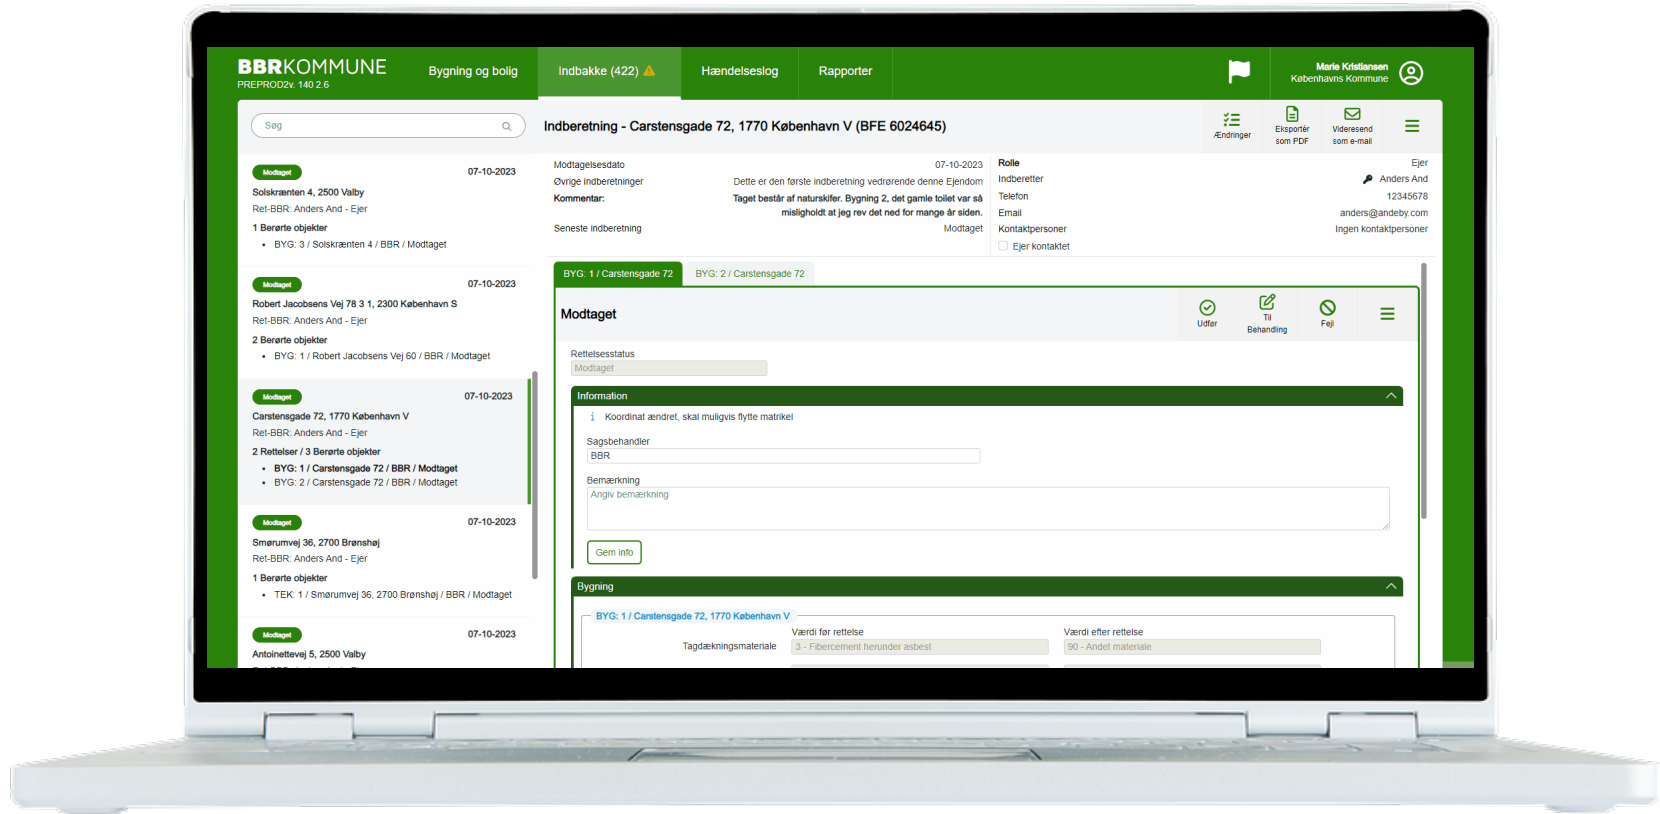 BBRKOMMUNE
PREPROD2v. 140 2.6
Bygning og bolig
Indbakke (422)
Hændelseslog
Rapporter
Marie Kristiansen
Københavns Kommune
Søg
Modtaget
07-10-2023
Solskrænten 4, 2500 Valby
Ret-BBR: Anders And - Ejer
1 Berørte objekter
• BYG: 3 / Solskrænten 4 / BBR / Modtaget
Modtaget
07-10-2023
Robert Jacobsens Vej 78 3 1, 2300 København S
Ret-BBR: Anders And - Ejer
2 Berørte objekter
• BYG: 1 / Robert Jacobsens Vej 60 / BBR / Modtaget
Modtaget
07-10-2023
Carstensgade 72, 1770 København V
Ret-BBR: Anders And - Ejer
2 Rettelser / 3 Berørte objekter
• BYG: 1 / Carstensgade 72 / BBR / Modtaget
• BYG: 2 / Carstensgade 72 / BBR / Modtaget
Modtaget
07-10-2023
Smørumvej 36, 2700 Brønshøj
Ret-BBR: Anders And - Ejer
1 Berørte objekter
• TEK: 1 / Smørumvej 36, 2700 Brønshøj / BBR / Modtaget
Modtaget
07-10-2023
Antoinettevej 5, 2500 Valby
Indberetning - Carstensgade 72, 1770 København V (BFE 6024645)
Ændringer
Eksportér
som PDF
Videresend
som e-mail
Modtagelsesdato
07-10-2023
Øvrige indberetninger
Dette er den første indberetning vedrørende denne Ejendom
Kommentar:
Taget består af naturskifer. Bygning 2, det gamle toilet var så
misligholdt at jeg rev det ned for mange år siden.
Seneste indberetning
Modtaget
Rolle
Ejer
Indberetter
Anders And
Telefon
12345678
Email
anders@andeby.com
Kontaktpersoner
Ingen kontaktpersoner
Ejer kontaktet
BYG: 1 / Carstensgade 72
BYG: 2 / Carstensgade 72
Modtaget
Udfør
Til
Behandling
Fejl
Rettelsesstatus
Modtaget
Information
i Koordinat ændret, skal muligvis flytte matrikel
Sagsbehandler
BBR
Bemærkning
Angiv bemærkning
Gem info
Bygning
BYG: 1 / Carstensgade 72, 1770 København V
Værdi før rettelse
Værdi efter rettelse
Tagdækningsmateriale
3 - Fibercement herunder asbest
90 - Andet materiale